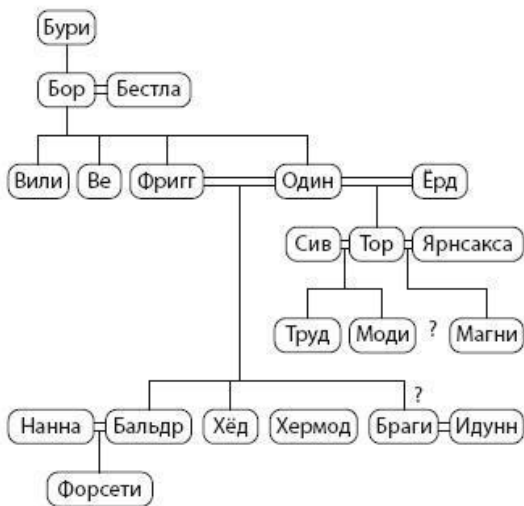 Бури
Бор Бестла
Вили Ве Фригг Один Ёрд
Сив Тор Ярнсакса
Труд Моди ? Магни
?
Нанна Бальдр Хёд Хермод Браги Идунн
Форсети